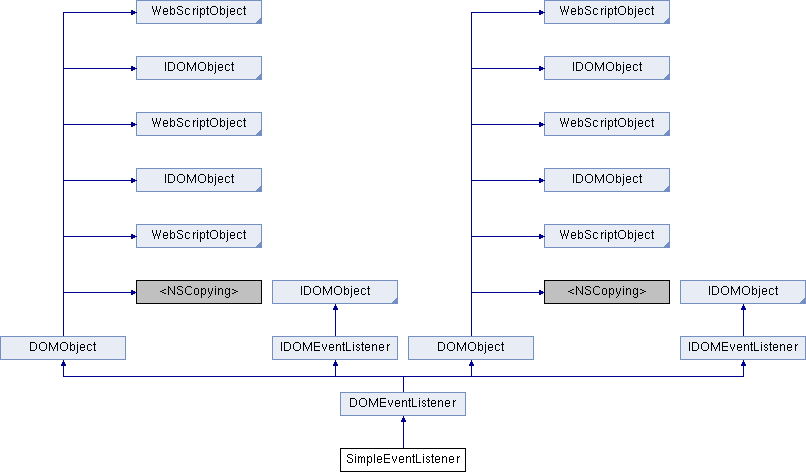 WebScriptObject
WebScriptObject
IDOMObject
IDOMObject
WebScriptObject
WebScriptObject
IDOMObject
IDOMObject
WebScriptObject
WebScriptObject
<NSCopying>
IDOMObject
<NSCopying>
IDOMObject
DOMObject
IDOMEventListener
DOMObject
IDOMEventListener
DOMEventListener
SimpleEventListener